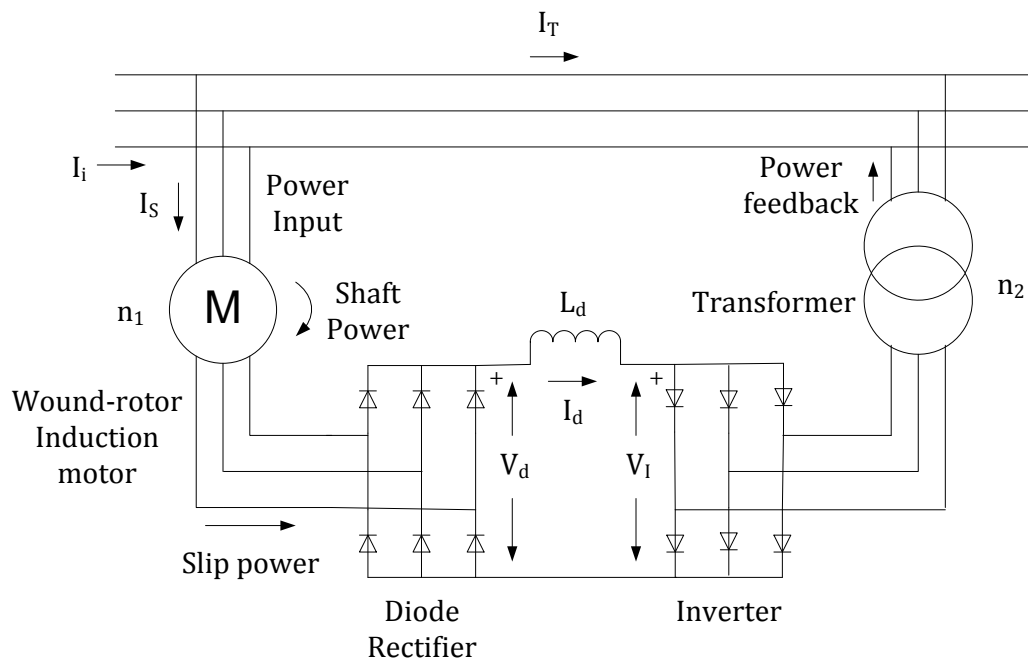 I_T
I_i
I_S
Power
Input
Power
feedback
n_1
M
Shaft
Power
Transformer
n_2
L_d
+
I_d
+
Wound-rotor
Induction
motor
V_d
V_I
Slip power
Diode
Rectifier
Inverter